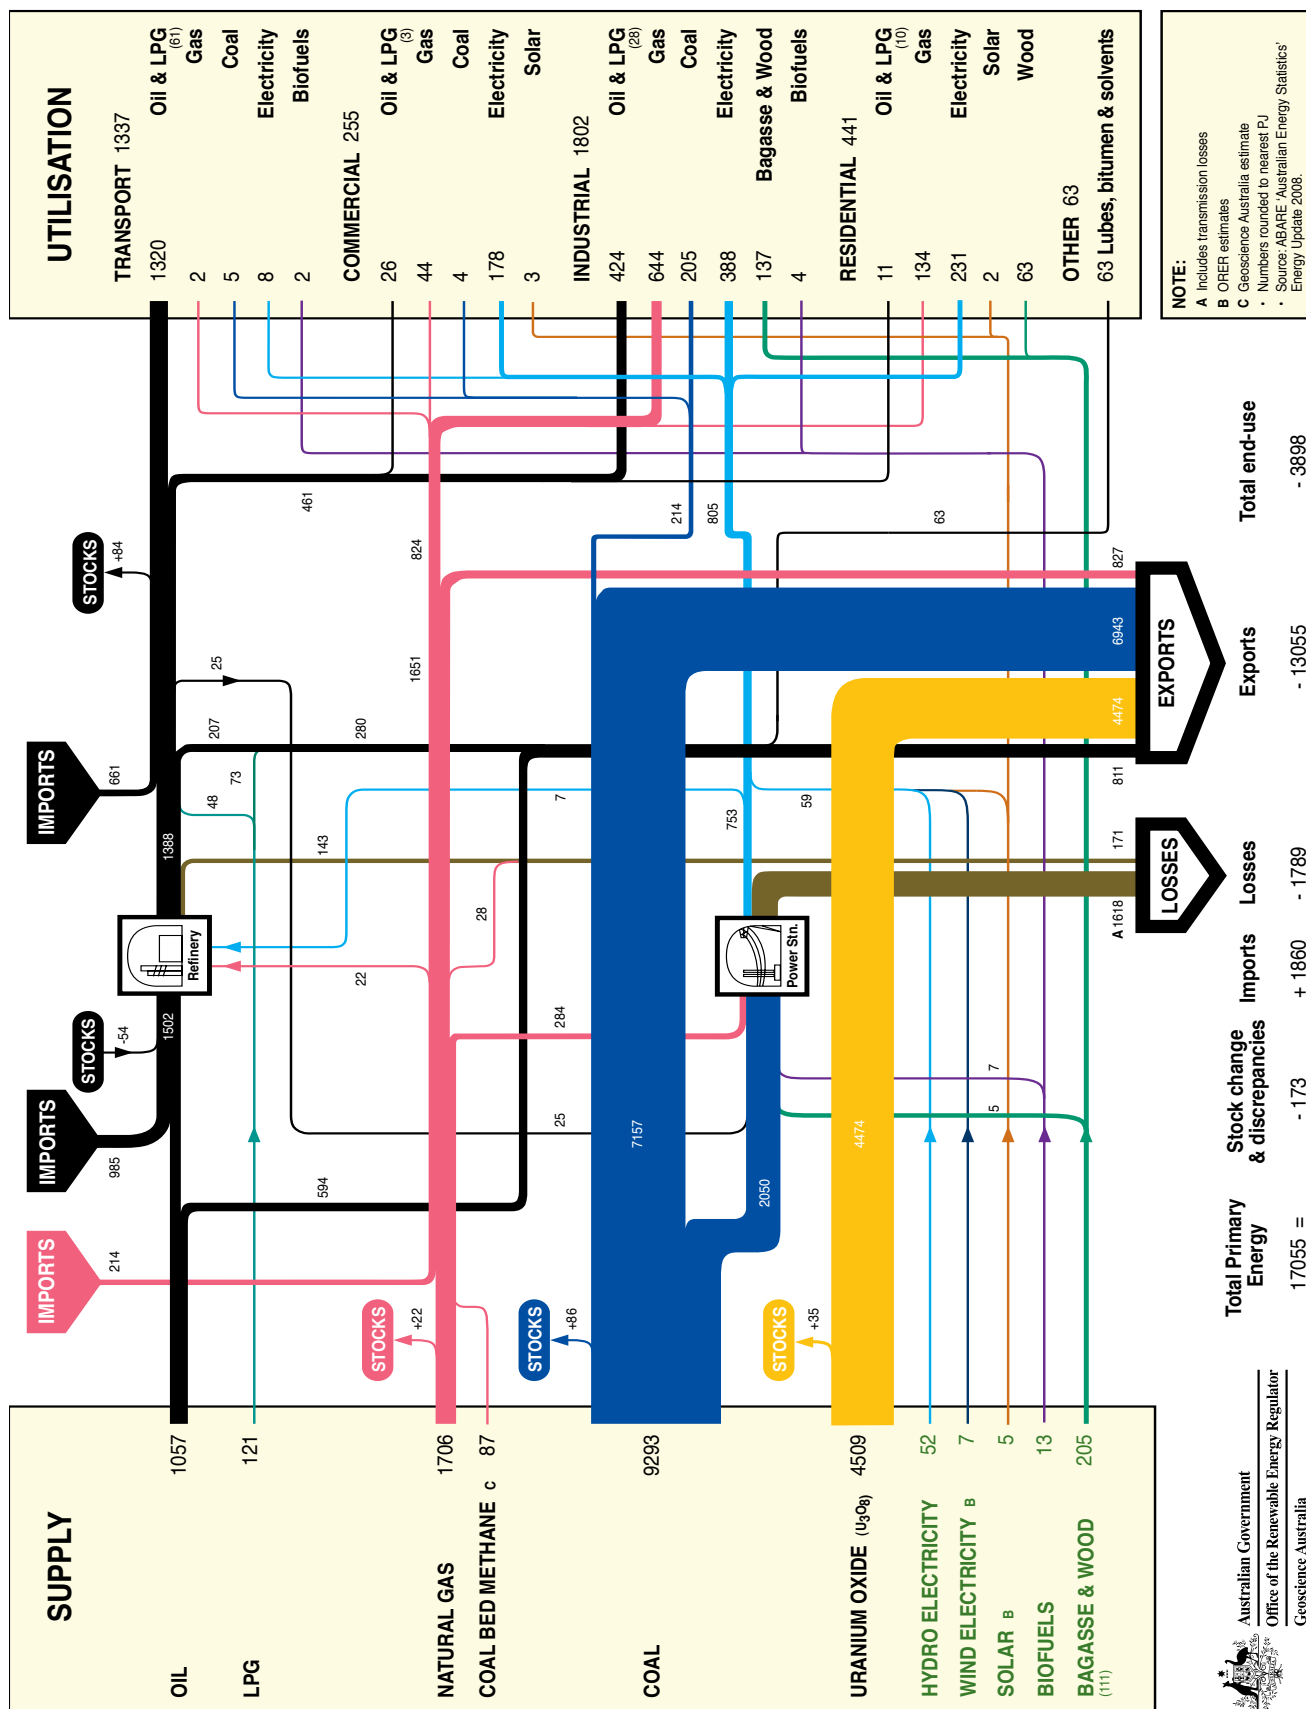 SUPPLY
OIL
1057
LPG
121
NATURAL GAS
1706
COAL BED METHANE C
87
COAL
9293
URANIUM OXIDE (U3O8)
4509
HYDRO ELECTRICITY
52
WIND ELECTRICITY B
7
SOLAR B
5
BIOFUELS
13
BAGASSE & WOOD
(111)
205
IMPORTS
214
IMPORTS
985
STOCKS
-54
1502
Refinery
IMPORTS
661
1388
STOCKS
+84
STOCKS
+22
STOCKS
+86
STOCKS
+35
594
25
284
22
28
143
48
73
207
280
25
7
1651
824
461
7157
2050
4474
5
7
Power Stn.
753
59
214
805
63
A 1618
171
LOSSES
811
4474
6943
827
EXPORTS
UTILISATION
TRANSPORT 1337
1320 Oil & LPG
(61)
2 Gas
5 Coal
8 Electricity
2 Biofuels
COMMERCIAL 255
26 Oil & LPG
(3)
44 Gas
4 Coal
178 Electricity
3 Solar
INDUSTRIAL 1802
424 Oil & LPG
(28)
644 Gas
205 Coal
388 Electricity
137 Bagasse & Wood
4 Biofuels
RESIDENTIAL 441
11 Oil & LPG
(10)
134 Gas
231 Electricity
2 Solar
63 Wood
OTHER 63
63 Lubes, bitumen & solvents
Australian Government
Office of the Renewable Energy Regulator
Geoscience Australia
Total Primary
Energy
17055 =
Stock change
& discrepancies
- 173
Imports
+ 1860
Losses
- 1789
Exports
- 13055
Total end-use
- 3898
NOTE:
A Includes transmission losses
B ORER estimates
C Geoscience Australia estimate
• Numbers rounded to nearest PJ
• Source: ABARE 'Australian Energy Statistics'
Energy Update 2008.